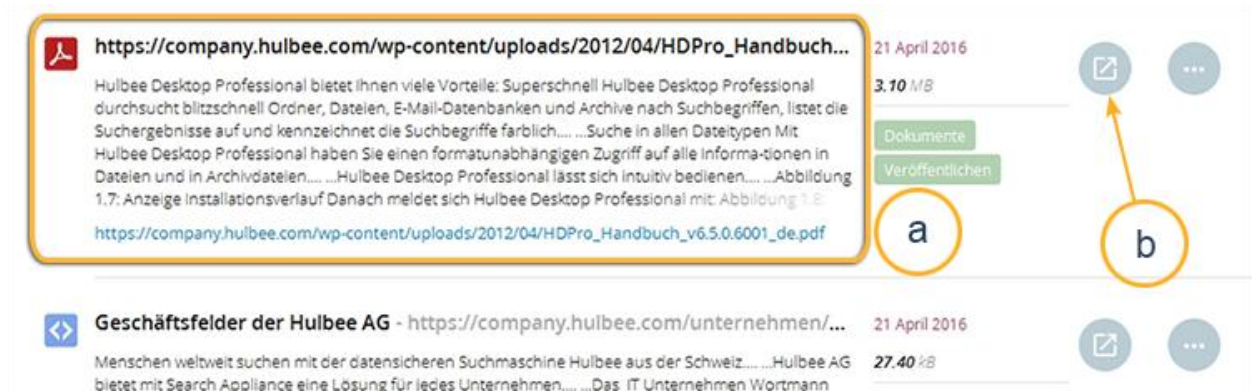 https://company.hulbee.com/wp-content/uploads/2012/04/HDPro_Handbuch...
Hulbee Desktop Professional bietet Ihnen viele Vorteile: Superschnell Hulbee Desktop Professional
durchsucht blitzschnell Ordner, Dateien, E-Mail-Datenbanken und Archive nach Suchbegriffen, listet die
Suchergebnisse auf und kennzeichnet die Suchbegriffe farblich.... ...Suche in allen Dateitypen Mit
Hulbee Desktop Professional haben Sie einen formatunabhängigen Zugriff auf alle Informa-tionen in
Dateien und in Archivdateien.... ...Hulbee Desktop Professional lässt sich intuitiv bedienen.... ...Abbildung
1.7: Anzeige Installationsverlauf Danach meldet sich Hulbee Desktop Professional mit: Abbildung 1.8:
https://company.hulbee.com/wp-content/uploads/2012/04/HDPro_Handbuch_v6.5.0.6001_de.pdf
21 April 2016
3.10 MB
Dokumente
Veröffentlichen
a
b
Geschäftsfelder der Hulbee AG - https://company.hulbee.com/unternehmen/...
Menschen weltweit suchen mit der datensicheren Suchmaschine Hulbee aus der Schweiz.... ...Hulbee AG
bietet mit Search Appliance eine Lösung für jedes Unternehmen.... ...Das IT Unternehmen Wortmann
21 April 2016
27.40 kB